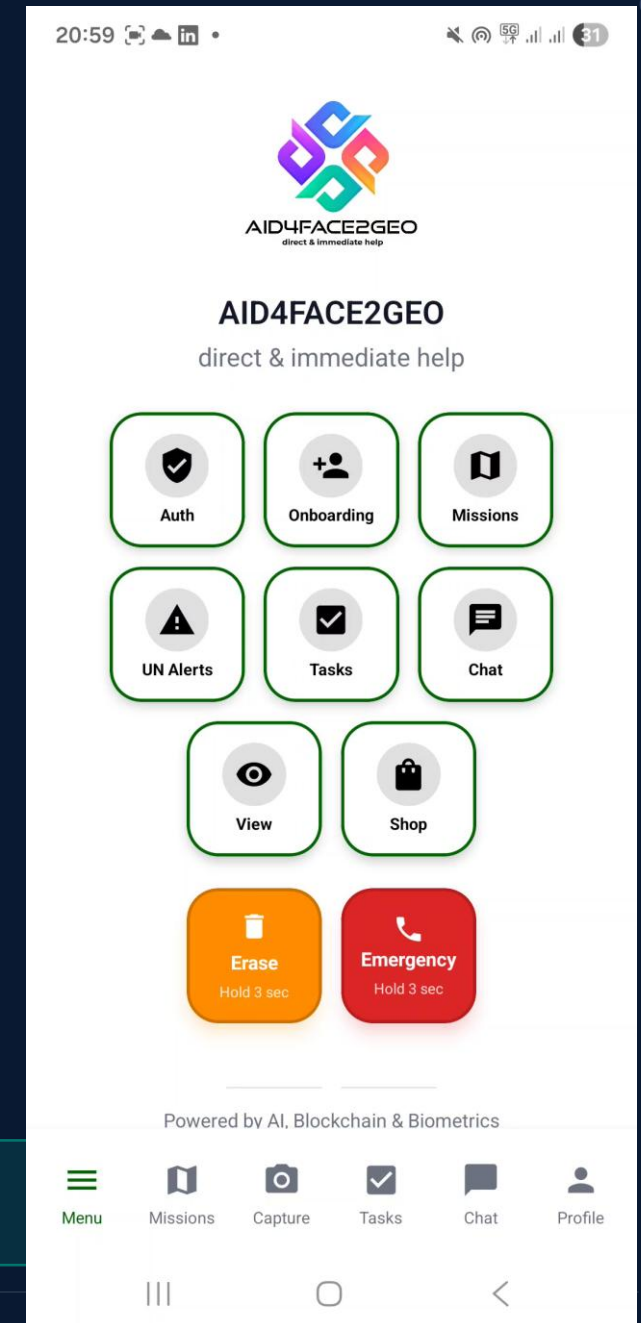 20:59 in
5G 31
AID4FACE2GEO
direct & immediate help
AID4FACE2GEO
direct & immediate help
Auth Onboarding Missions
UN Alerts Tasks Chat
View Shop
Erase Emergency
Hold 3 sec Hold 3 sec
Powered by AI, Blockchain & Biometrics
Menu Missions Capture Tasks Chat Profile